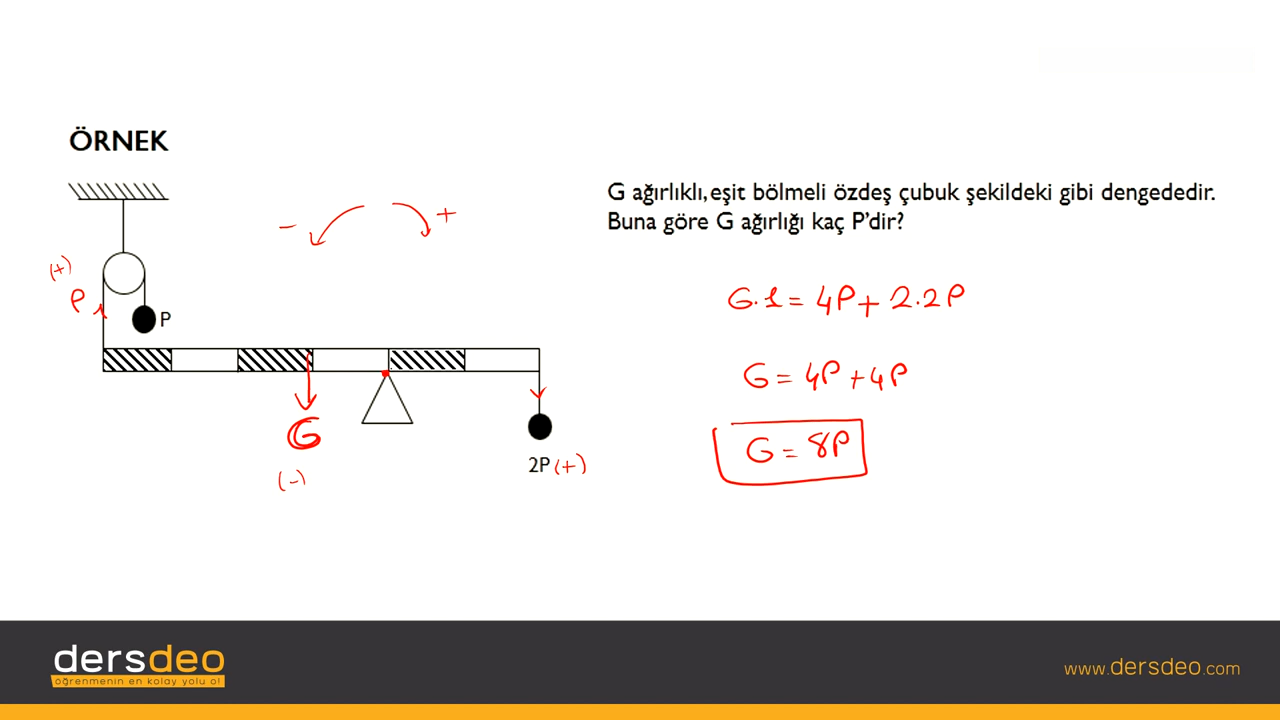 ÖRNEK
G ağırlıklı, eşit bölmeli özdeş çubuk şekildeki gibi dengededir.
Buna göre G ağırlığı kaç P'dir?
- +
(+)
P
P
G
(-)
2P (+)
G.1 = 4P + 2.2P
G = 4P + 4P
G = 8P
dersdeo
öğrenmenin en kolay yolu o!
www.dersdeo.com